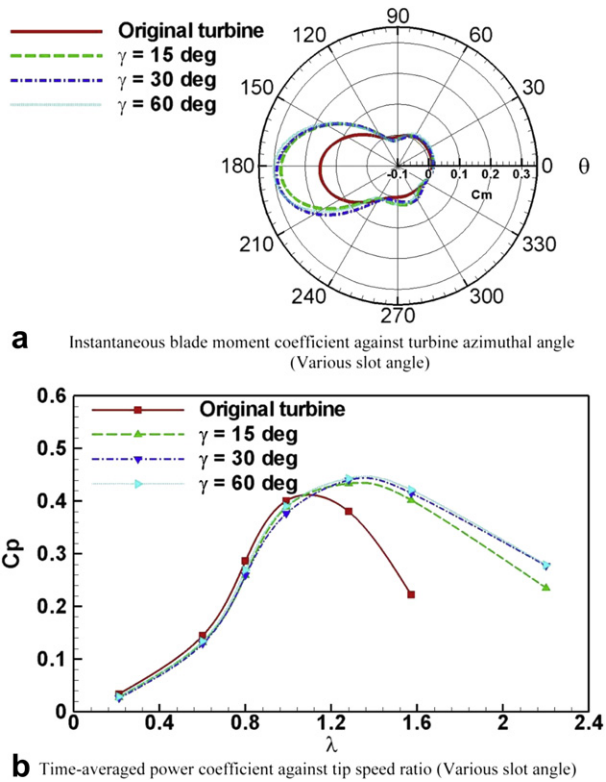 Original turbine
γ = 15 deg
γ = 30 deg
γ = 60 deg
90
120
60
150
30
180
0
θ
-0.1 0 0.1 0.2 0.3
Cm
210
330
240
300
270
a
Instantaneous blade moment coefficient against turbine azimuthal angle
(Various slot angle)
0.6
0.5
0.4
0.3
0.2
0.1
0
Cp
Original turbine
γ = 15 deg
γ = 30 deg
γ = 60 deg
0 0.4 0.8 1.2 1.6 2 2.4
λ
b Time-averaged power coefficient against tip speed ratio (Various slot angle)